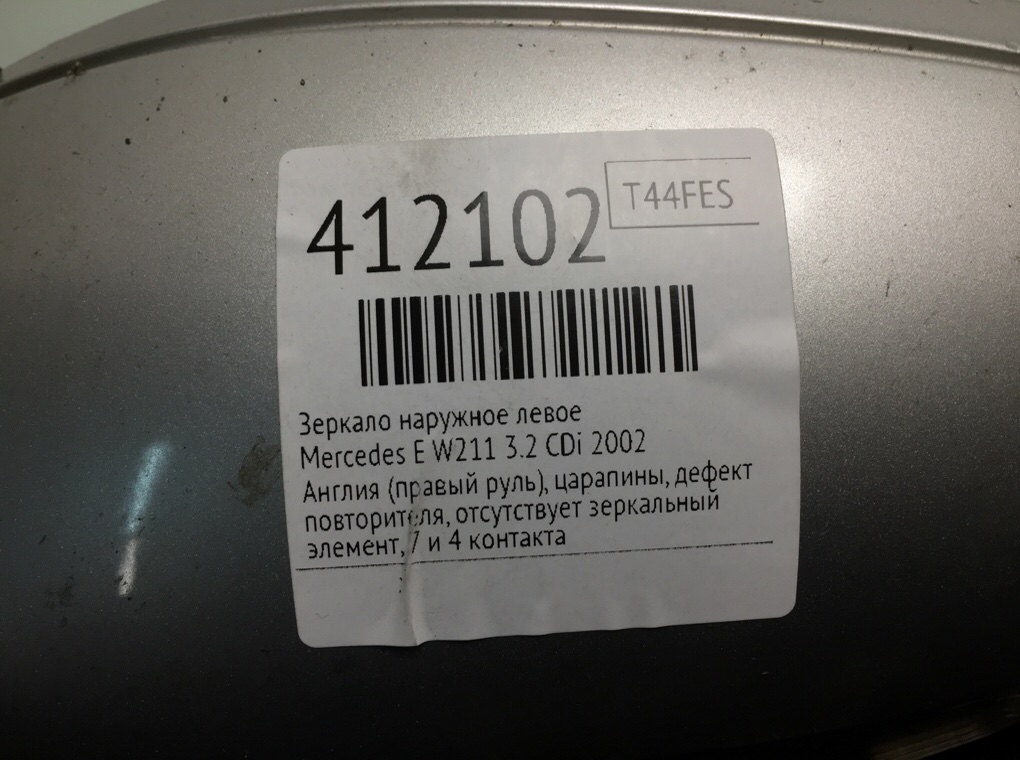 412102
T44FES
Зеркало наружное левое
Mercedes E W211 3.2 CDi 2002
Англия (правый руль), царапины, дефект
повторителя, отсутствует зеркальный
элемент, 7 и 4 контакта